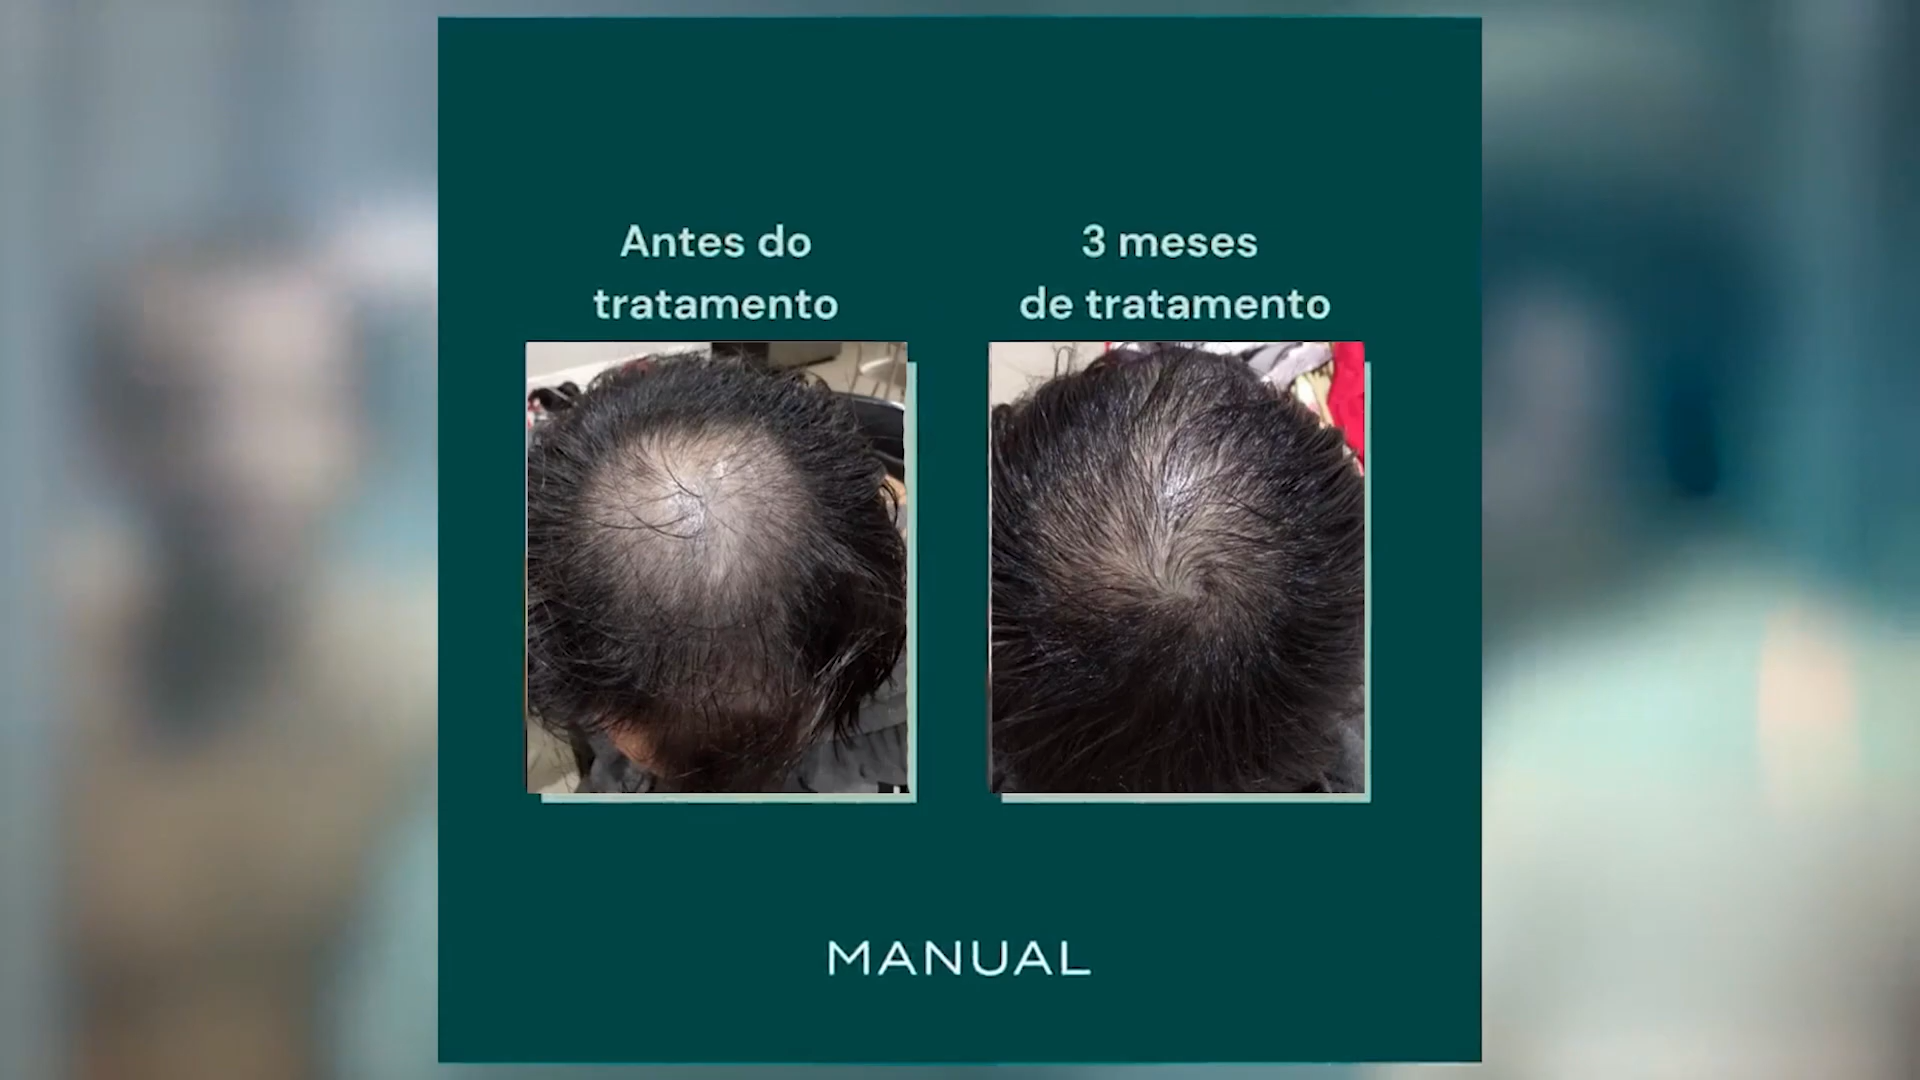 Antes do
tratamento
3 meses
de tratamento
MANUAL